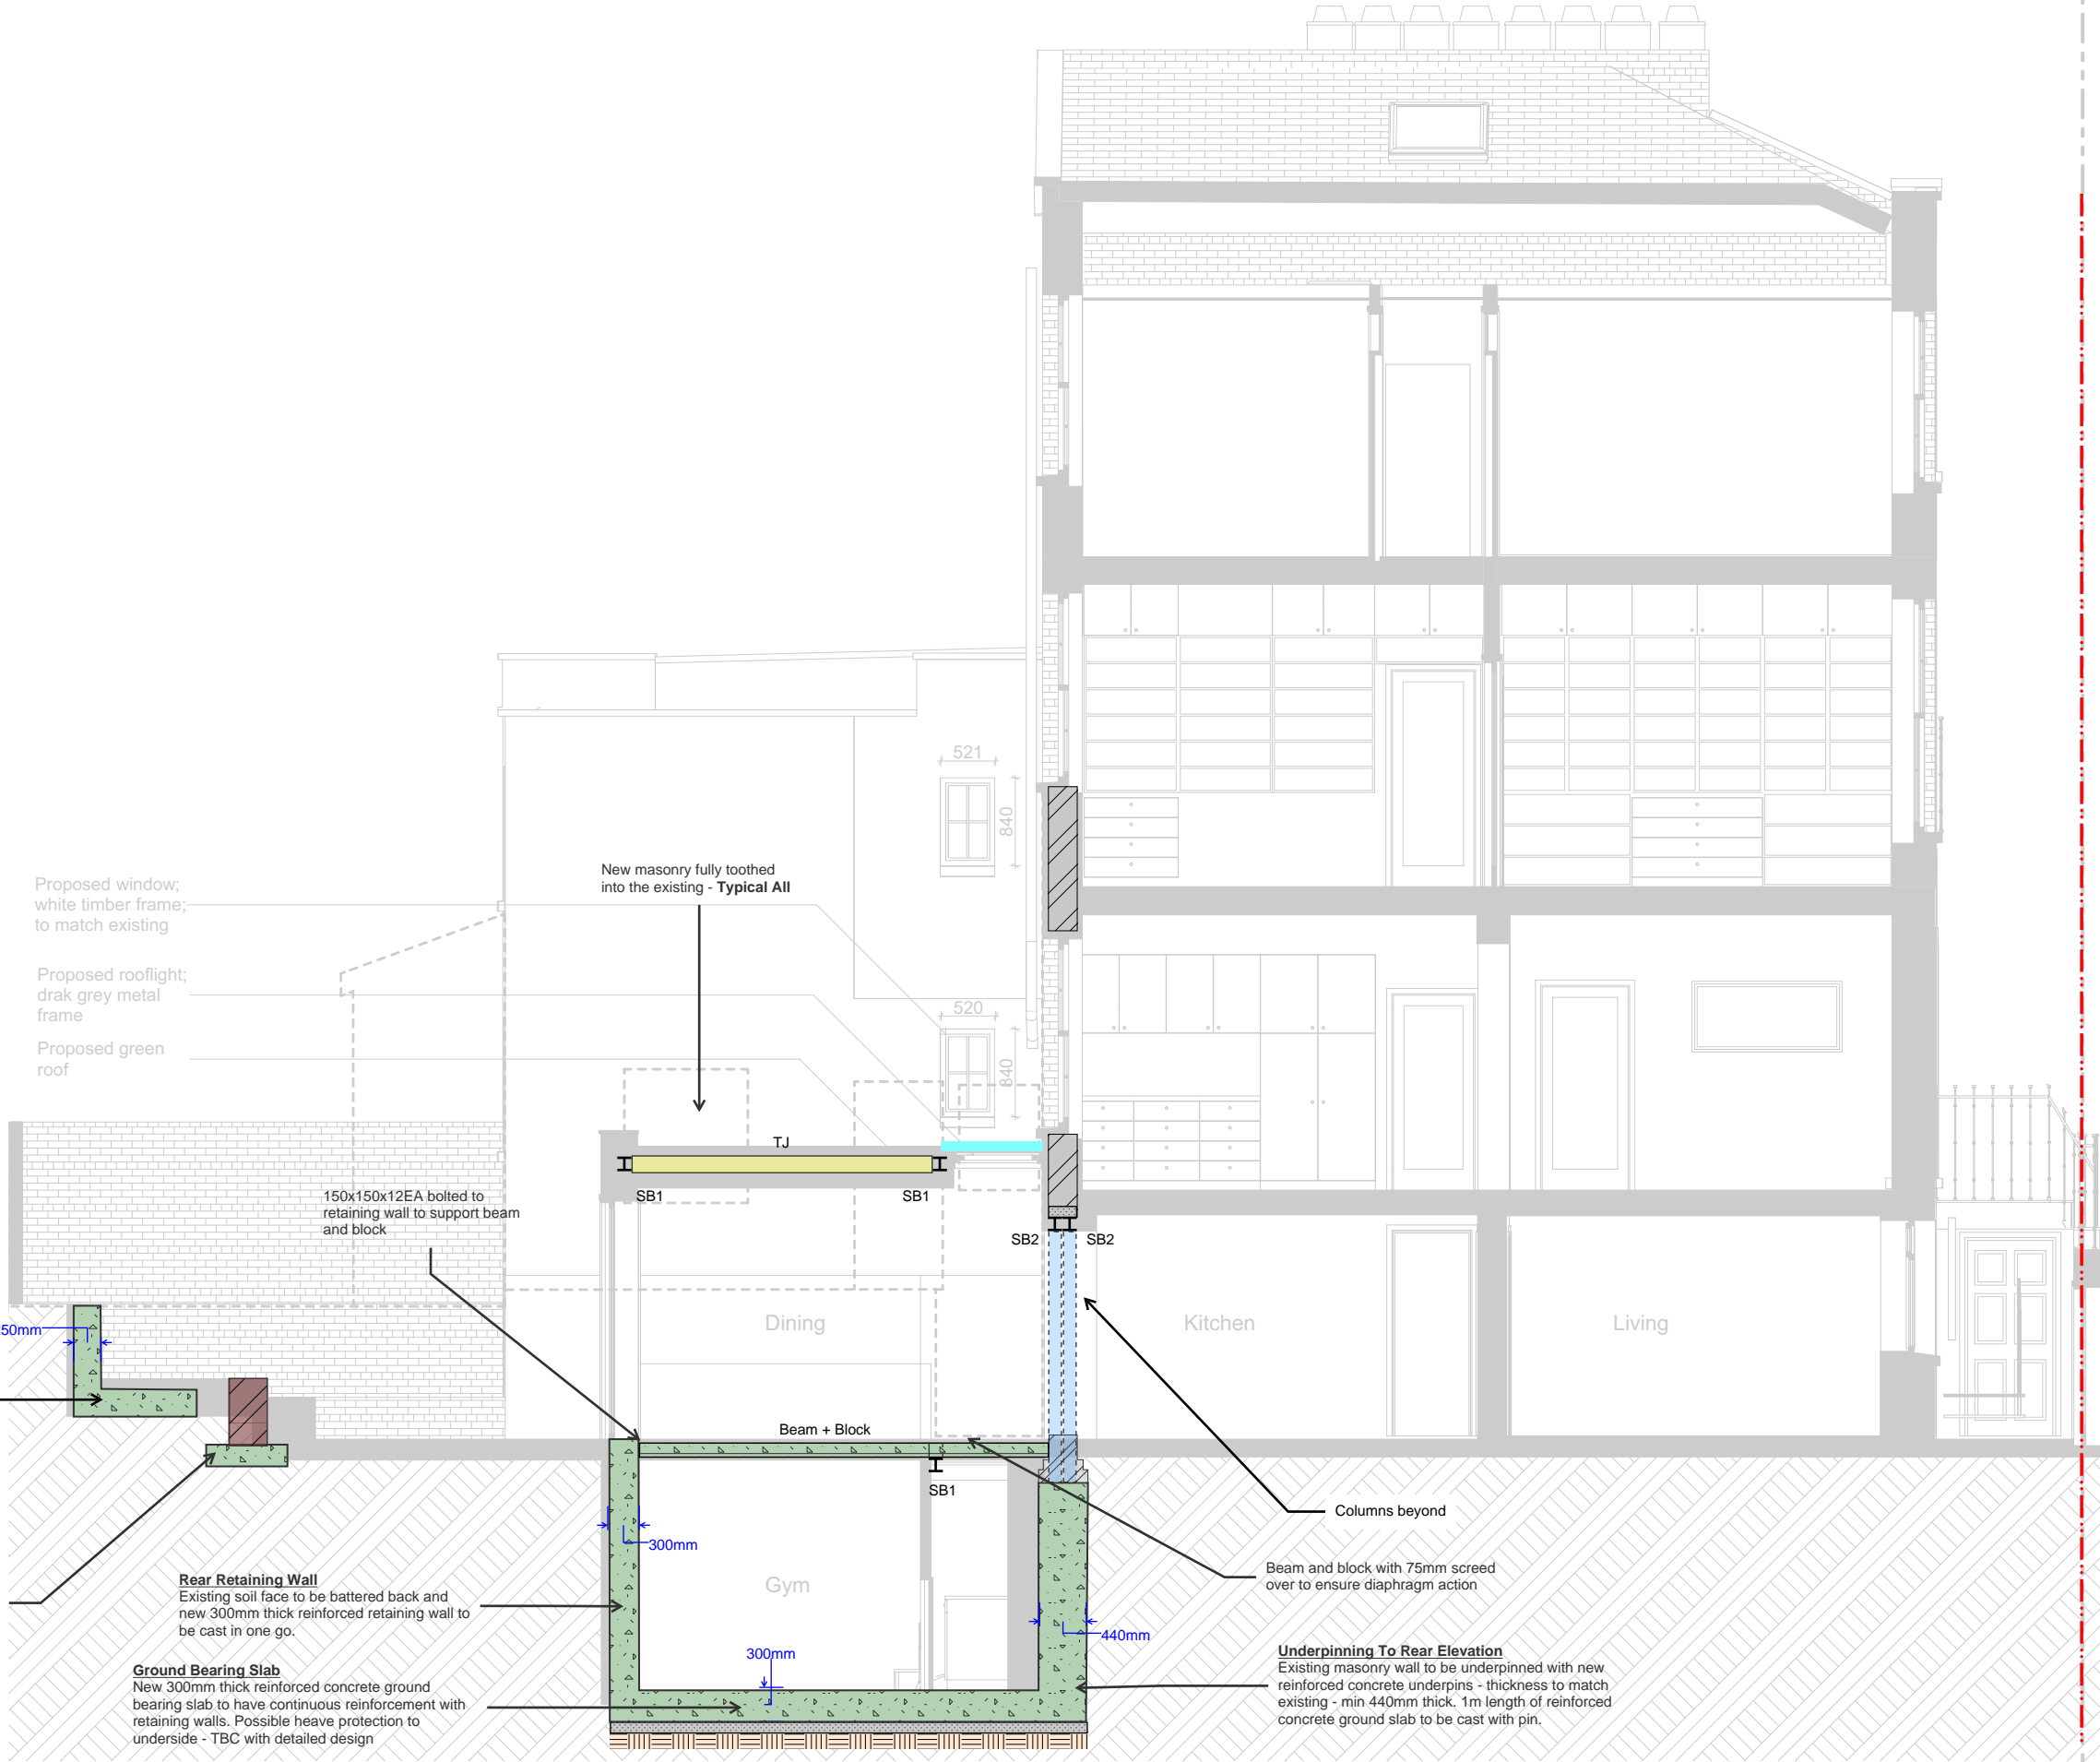 521
840
New masonry fully toothed
into the existing - Typical All
Proposed window;
white timber frame;
to match existing
Proposed rooflight;
drak grey metal
frame
Proposed green
roof
520
840
TJ
SB1
SB1
150x150x12EA bolted to
retaining wall to support beam
and block
SB2
SB2
Dining
Kitchen
Living
50mm
Beam + Block
SB1
Columns beyond
300mm
Gym
Beam and block with 75mm screed
over to ensure diaphragm action
Rear Retaining Wall
Existing soil face to be battered back and
new 300mm thick reinforced retaining wall to
be cast in one go.
440mm
300mm
Underpinning To Rear Elevation
Existing masonry wall to be underpinned with new
reinforced concrete underpins - thickness to match
existing - min 440mm thick. 1m length of reinforced
concrete ground slab to be cast with pin.
Ground Bearing Slab
New 300mm thick reinforced concrete ground
bearing slab to have continuous reinforcement with
retaining walls. Possible heave protection to
underside - TBC with detailed design